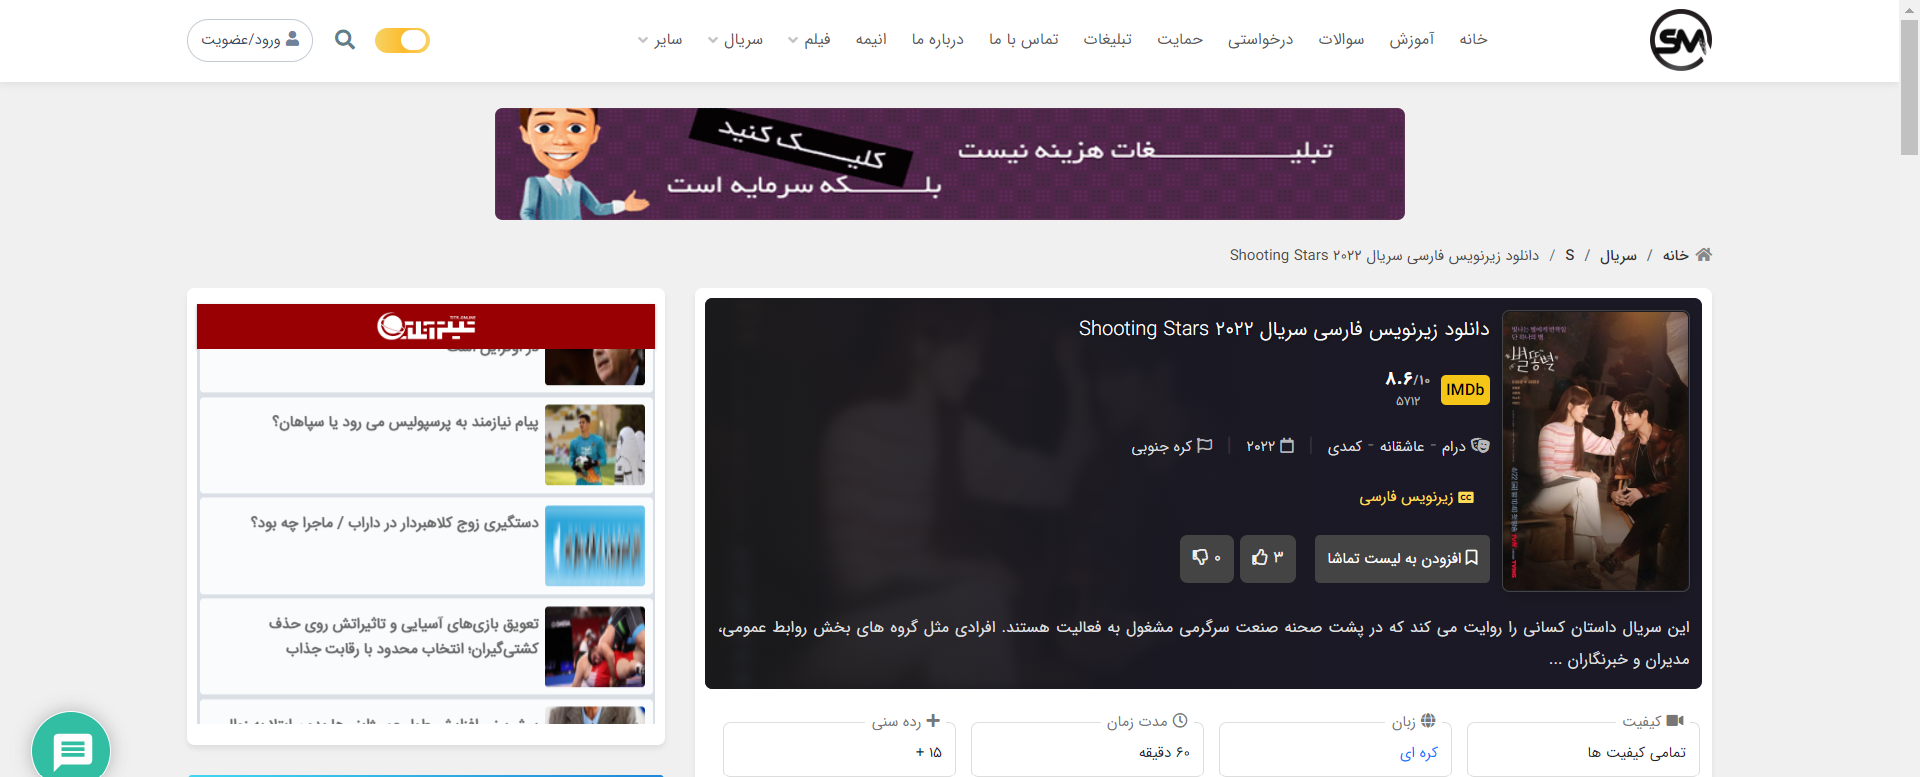 SM
خانه
آموزش
سوالات
درخواستی
حمایت
تبلیغات
تماس با ما
درباره ما
انیمه
فیلم
سریال
سایر
ورود/عضویت
تبلیـــــــــغات هزینه نیست
کلیـــک کنید
بلـــــکه سرمایه است
خانه / سریال / S / دانلود زیرنویس فارسی سریال Shooting Stars ۲۰۲۲
دانلود زیرنویس فارسی سریال Shooting Stars ۲۰۲۲
IMDb
۸.۶/۱۰
۵۷۱۲
درام - عاشقانه - کمدی | ۲۰۲۲ | کره جنوبی
زیرنویس فارسی
افزودن به لیست تماشا
۳
۰
별똥별
این سریال داستان کسانی را روایت می کند که در پشت صحنه صنعت سرگرمی مشغول به فعالیت هستند. افرادی مثل گروه های بخش روابط عمومی،
مدیران و خبرنگاران ...
کیفیت
تمامی کیفیت ها
زبان
کره ای
مدت زمان
۶۰ دقیقه
رده سنی
۱۵ +
پیام نیازمند به پرسپولیس می رود یا سپاهان؟
دستگیری زوج کلاهبردار در داراب / ماجرا چه بود؟
تعویق بازی‌های آسیایی و تاثیراتش روی حذف
کشتی‌گیران؛ انتخاب محدود با رقابت جذاب